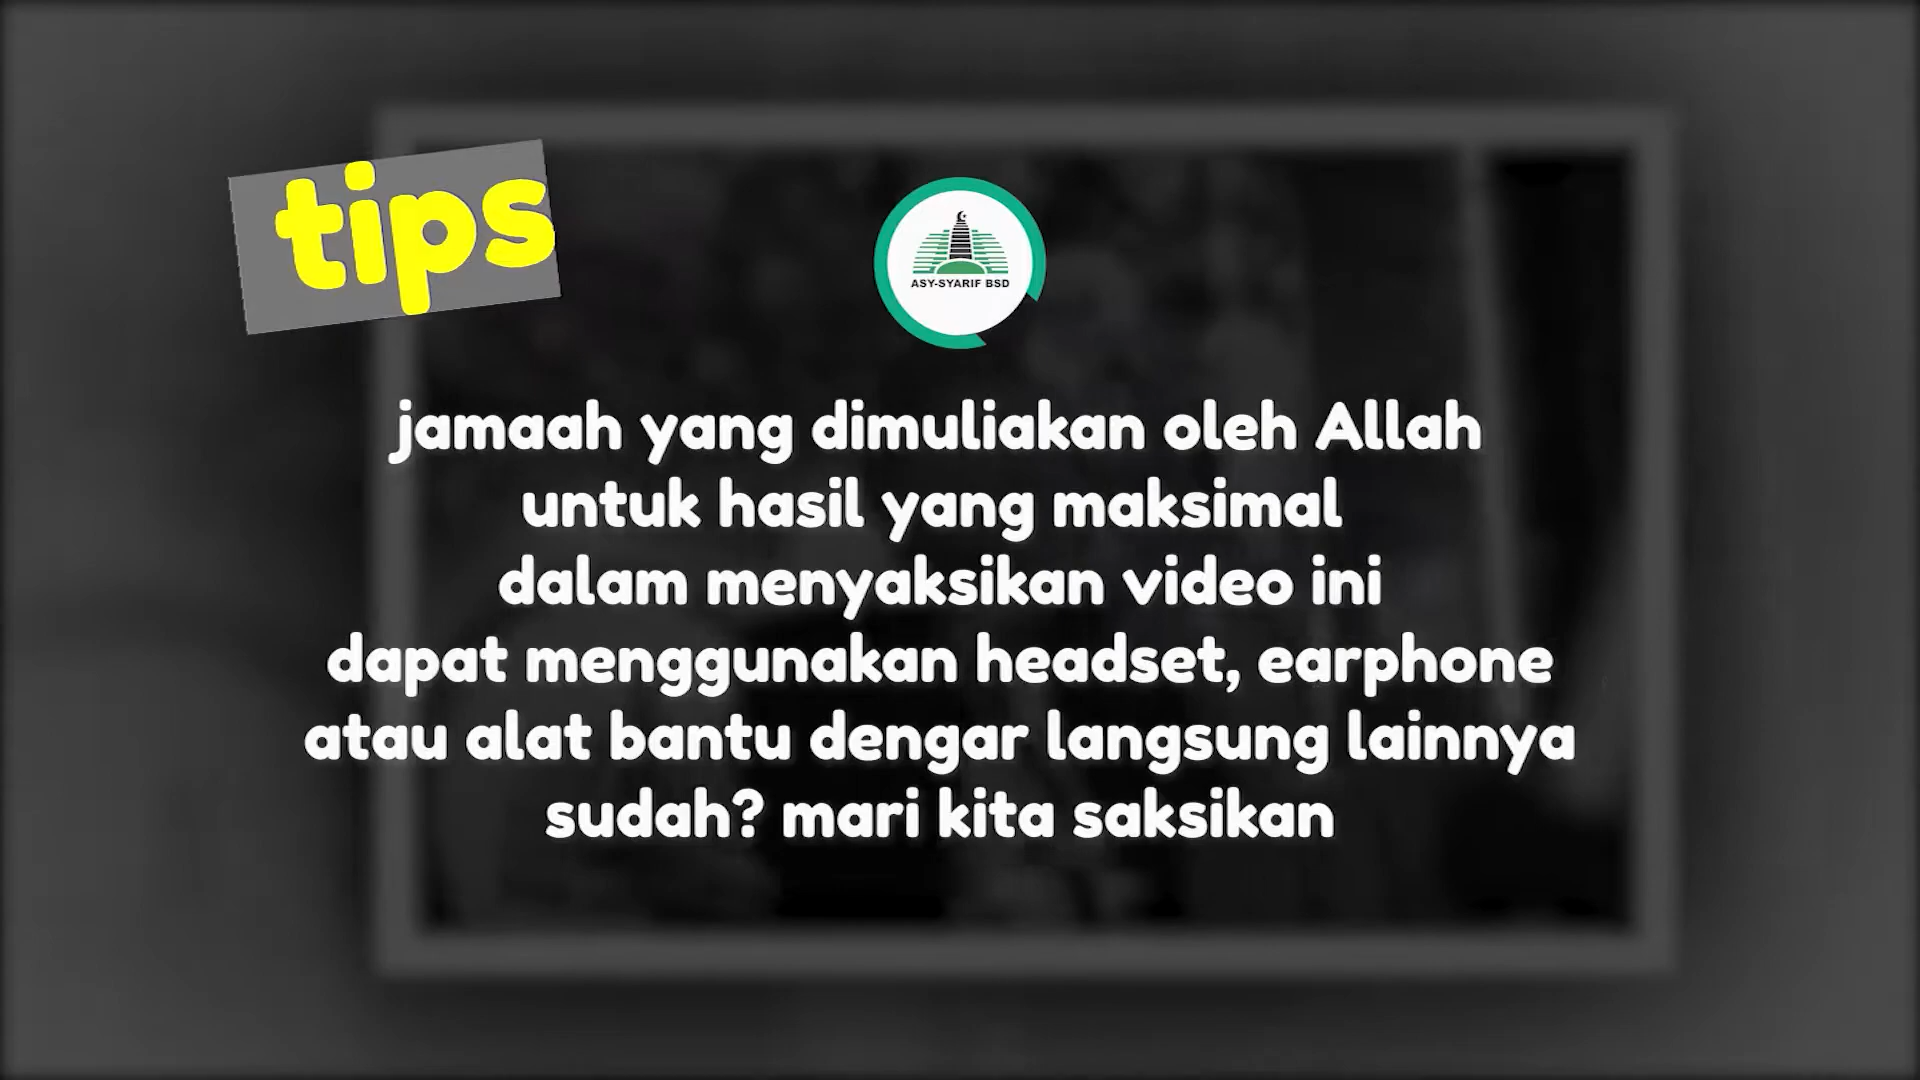 tips
ASY-SYARIF BSD
jamaah yang dimuliakan oleh Allah
untuk hasil yang maksimal
dalam menyaksikan video ini
dapat menggunakan headset, earphone
atau alat bantu dengar langsung lainnya
sudah? mari kita saksikan